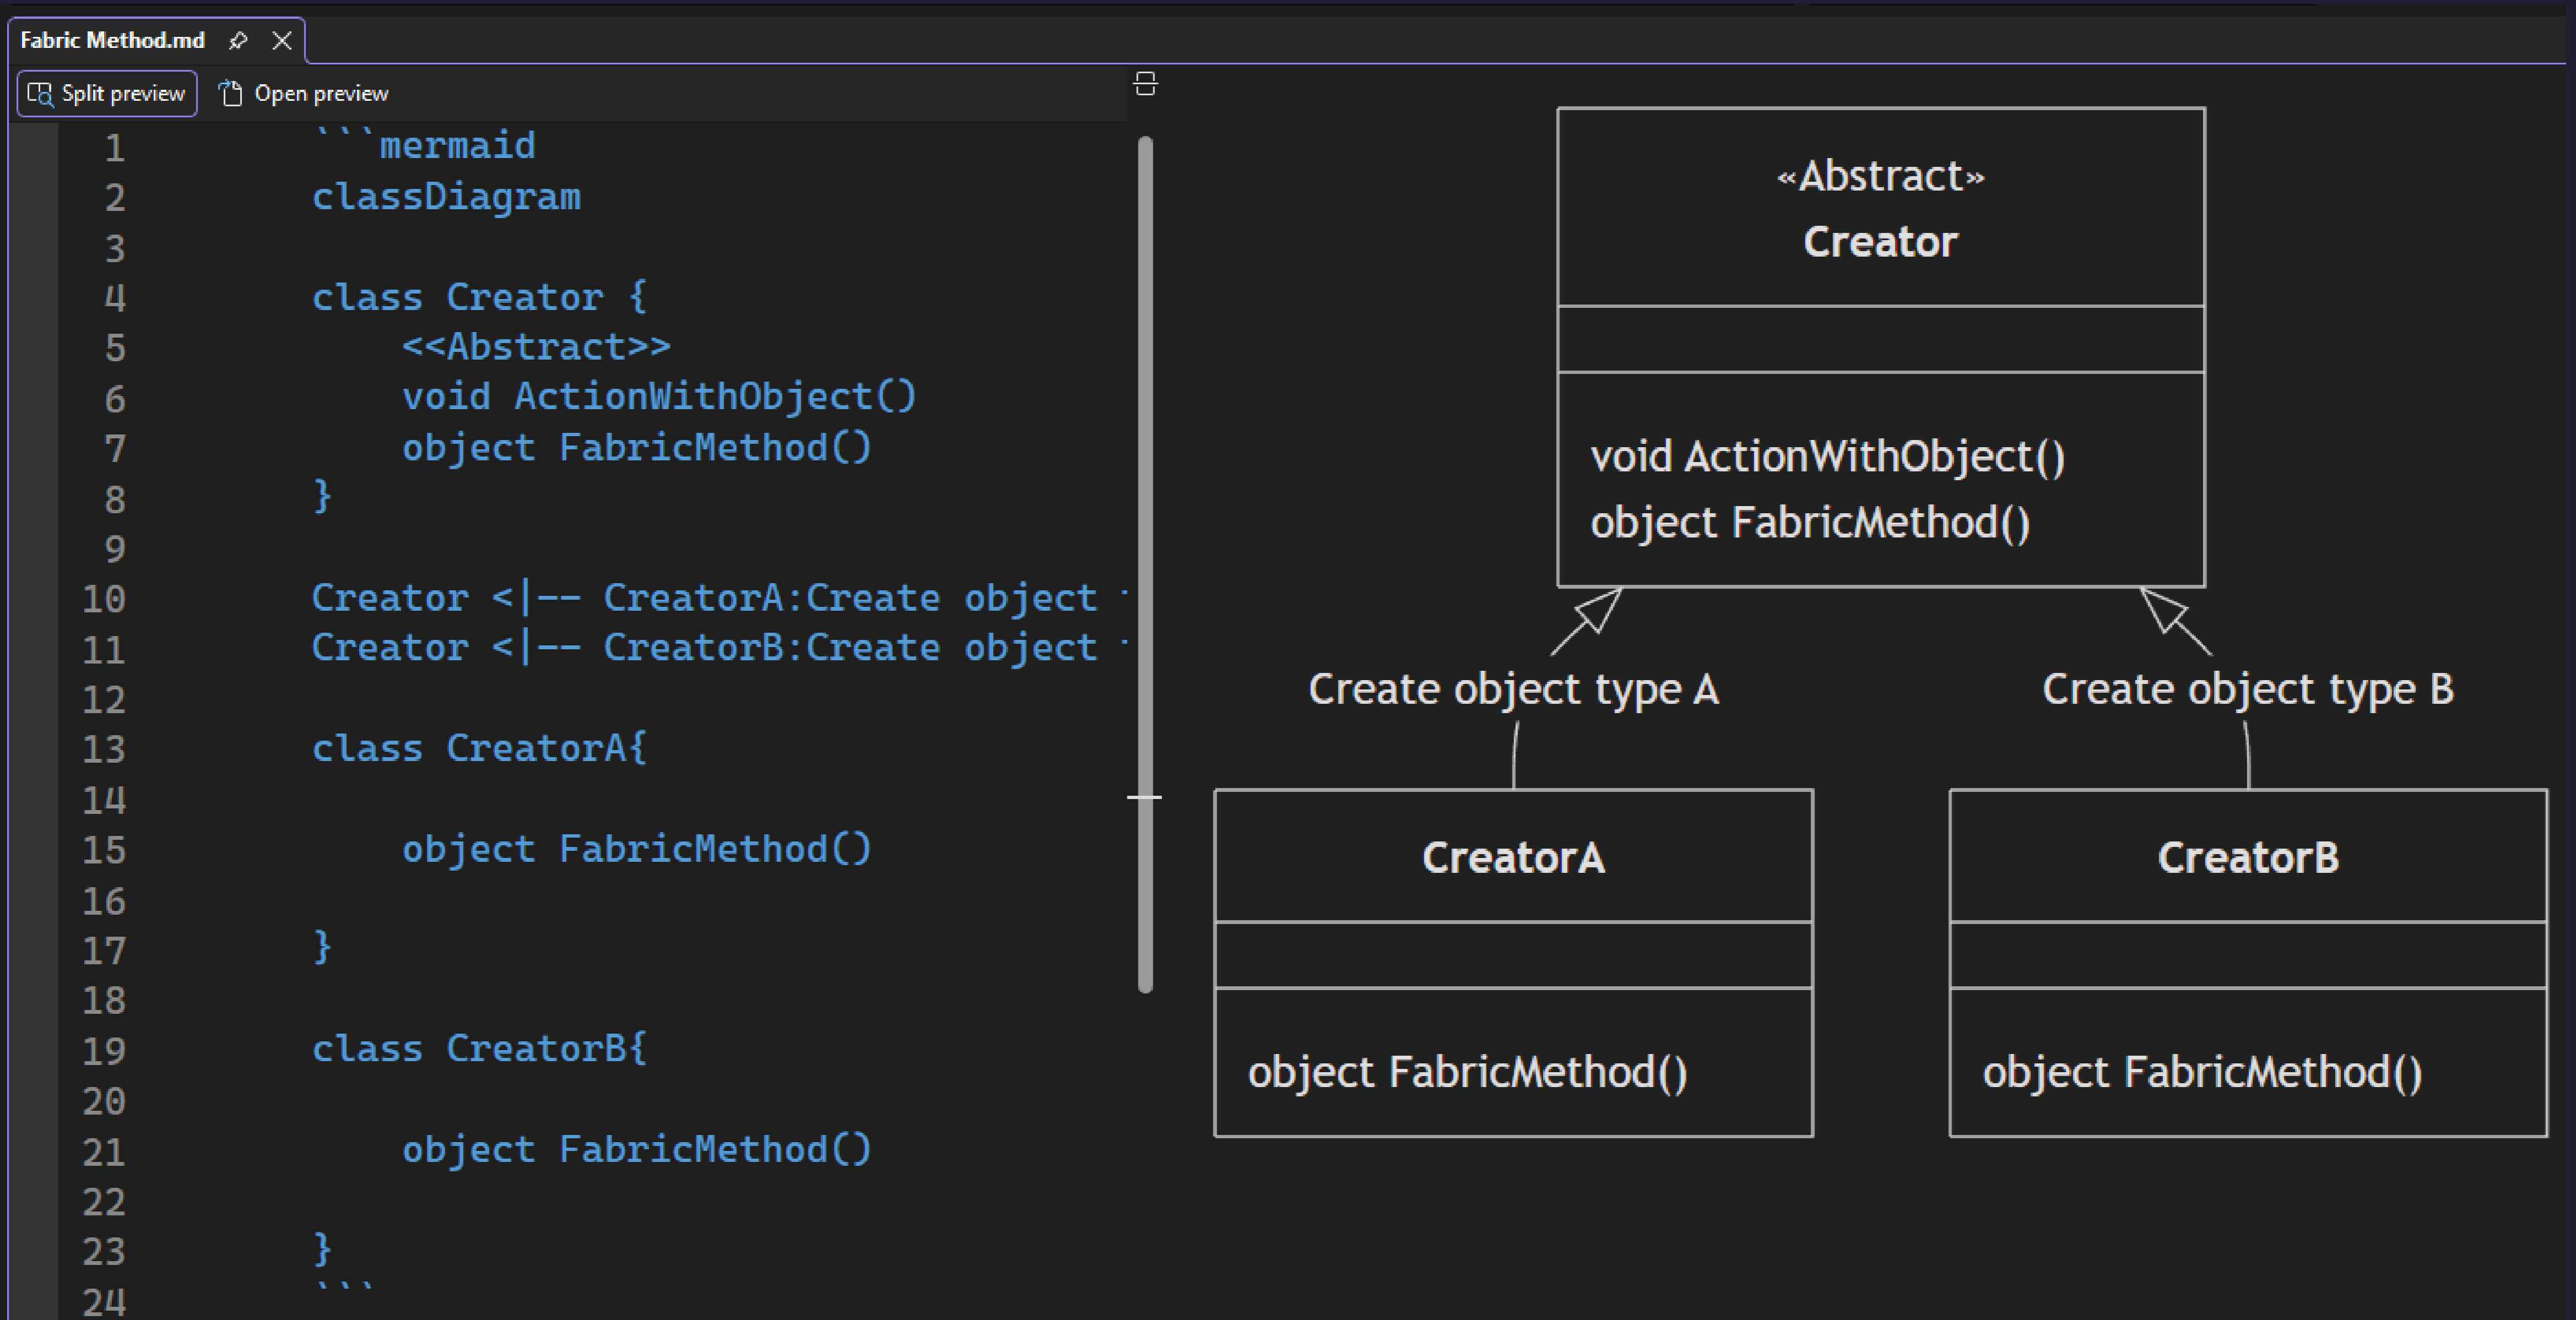 Fabric Method.md
Split preview
Open preview
1 ```mermaid
2 classDiagram
3
4 class Creator {
5 <<Abstract>>
6 void ActionWithObject()
7 object FabricMethod()
8 }
9
10 Creator <|-- CreatorA:Create object
11 Creator <|-- CreatorB:Create object
12
13 class CreatorA{
14
15 object FabricMethod()
16
17 }
18
19 class CreatorB{
20
21 object FabricMethod()
22
23 }
24 ```
«Abstract»
Creator
void ActionWithObject()
object FabricMethod()
Create object type A
Create object type B
CreatorA
object FabricMethod()
CreatorB
object FabricMethod()